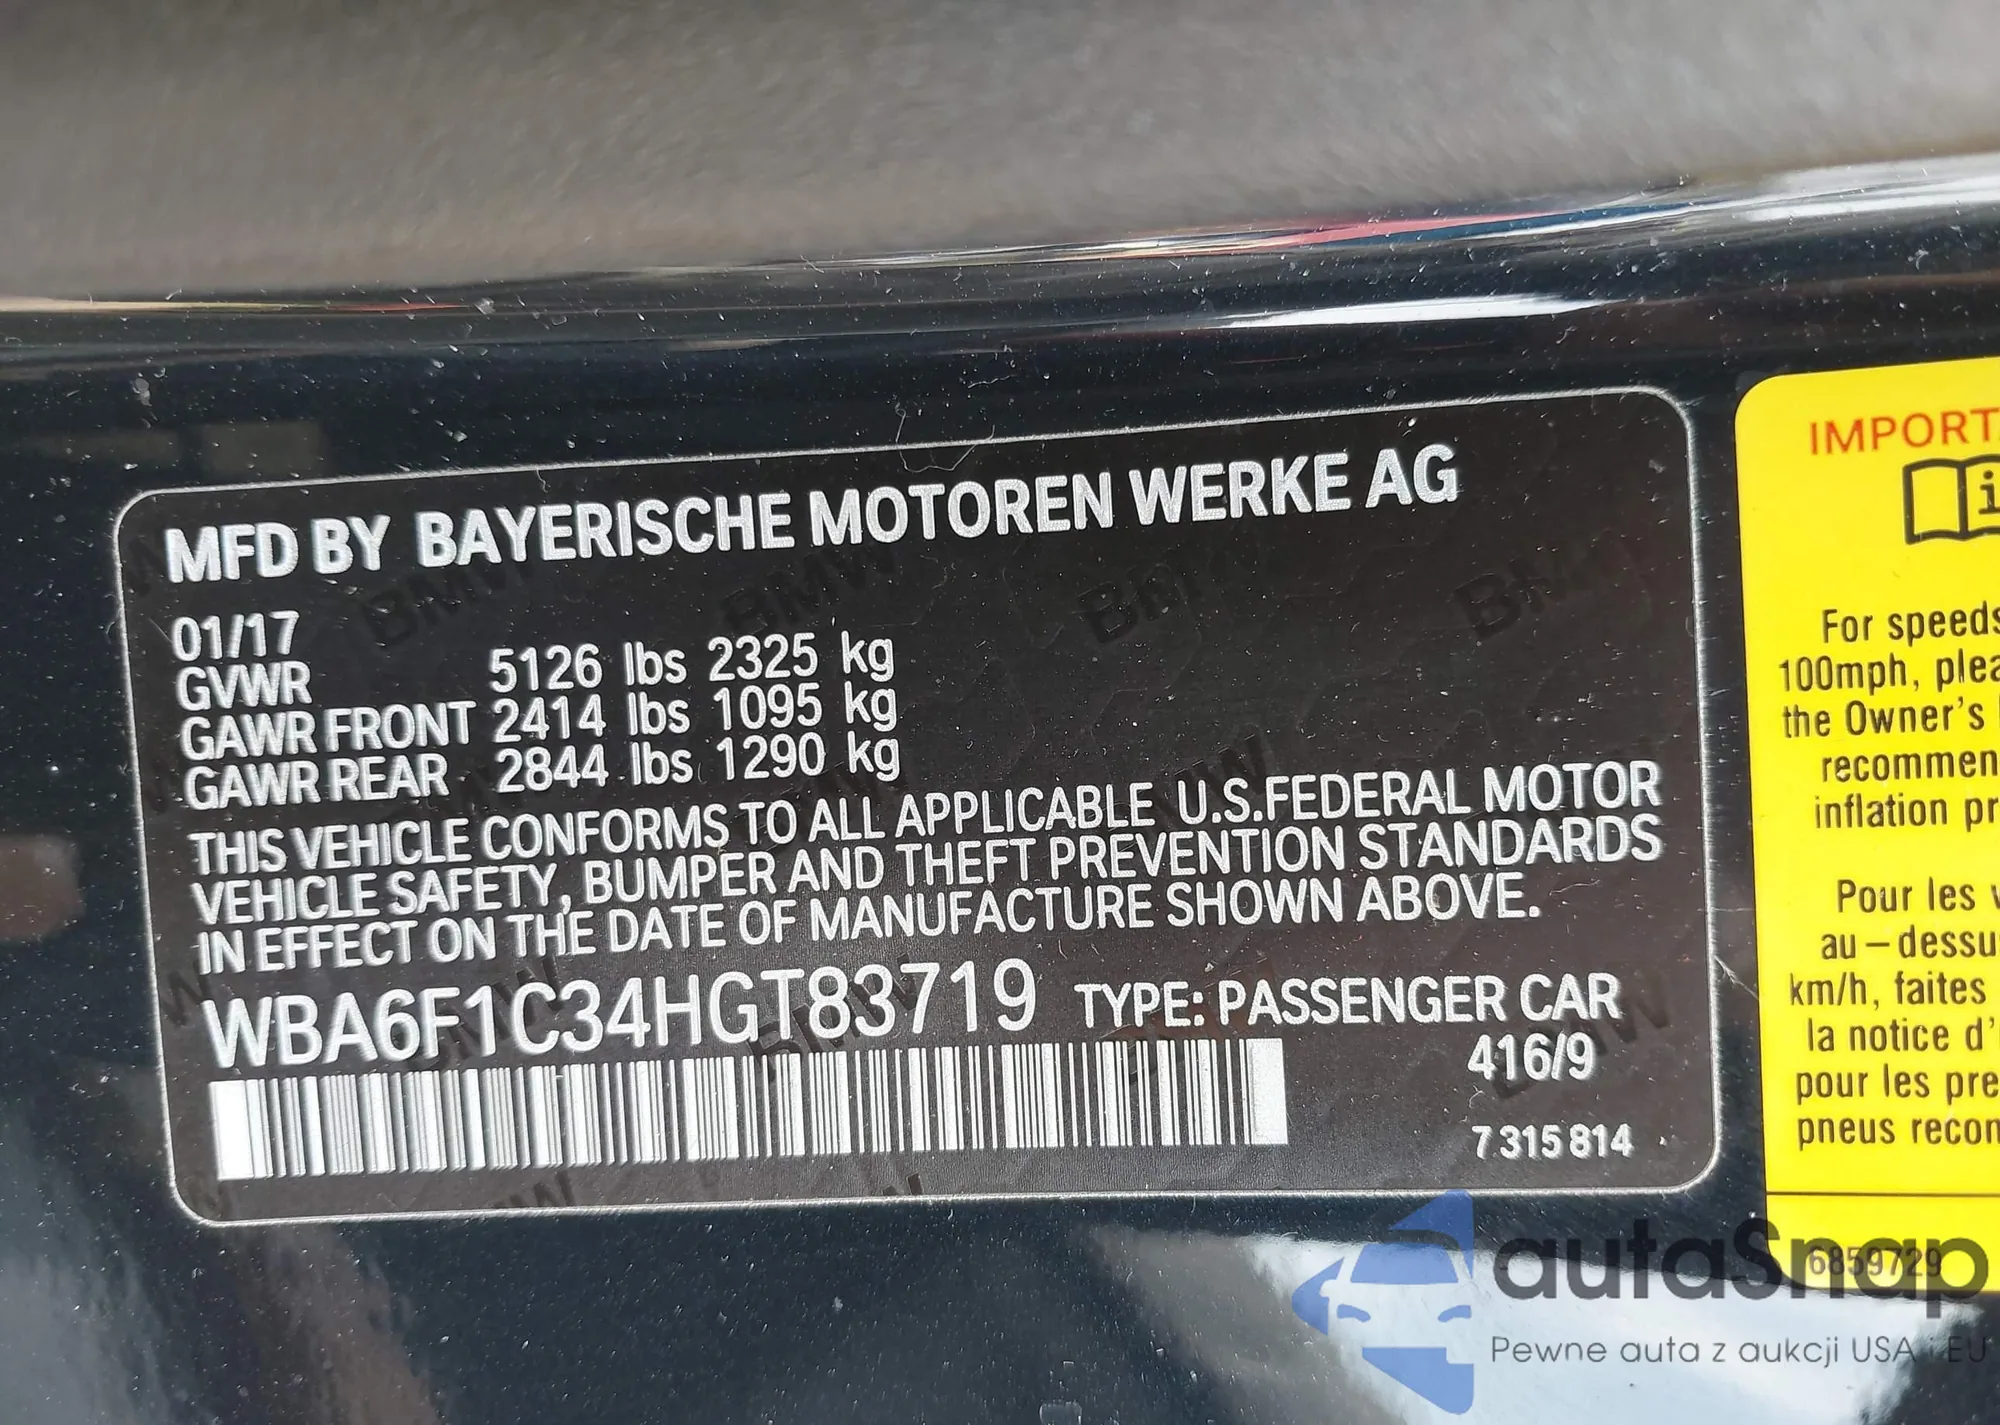 MFD BY BAYERISCHE MOTOREN WERKE AG
01/17
GVWR 5126 lbs 2325 kg
GAWR FRONT 2414 lbs 1095 kg
GAWR REAR 2844 lbs 1290 kg
THIS VEHICLE CONFORMS TO ALL APPLICABLE U.S.FEDERAL MOTOR
VEHICLE SAFETY, BUMPER AND THEFT PREVENTION STANDARDS
IN EFFECT ON THE DATE OF MANUFACTURE SHOWN ABOVE.
WBA6F1C34HGT83719 TYPE: PASSENGER CAR
416/9
7315814
IMPORT
i
For speeds
100mph, plea
the Owner's
recommen
inflation pr
Pour les v
au-dessu
km/h, faites
la notice d'
pour les pre
pneus recon
6859729
autaSnap
Pewne auta z aukcji USA i EU